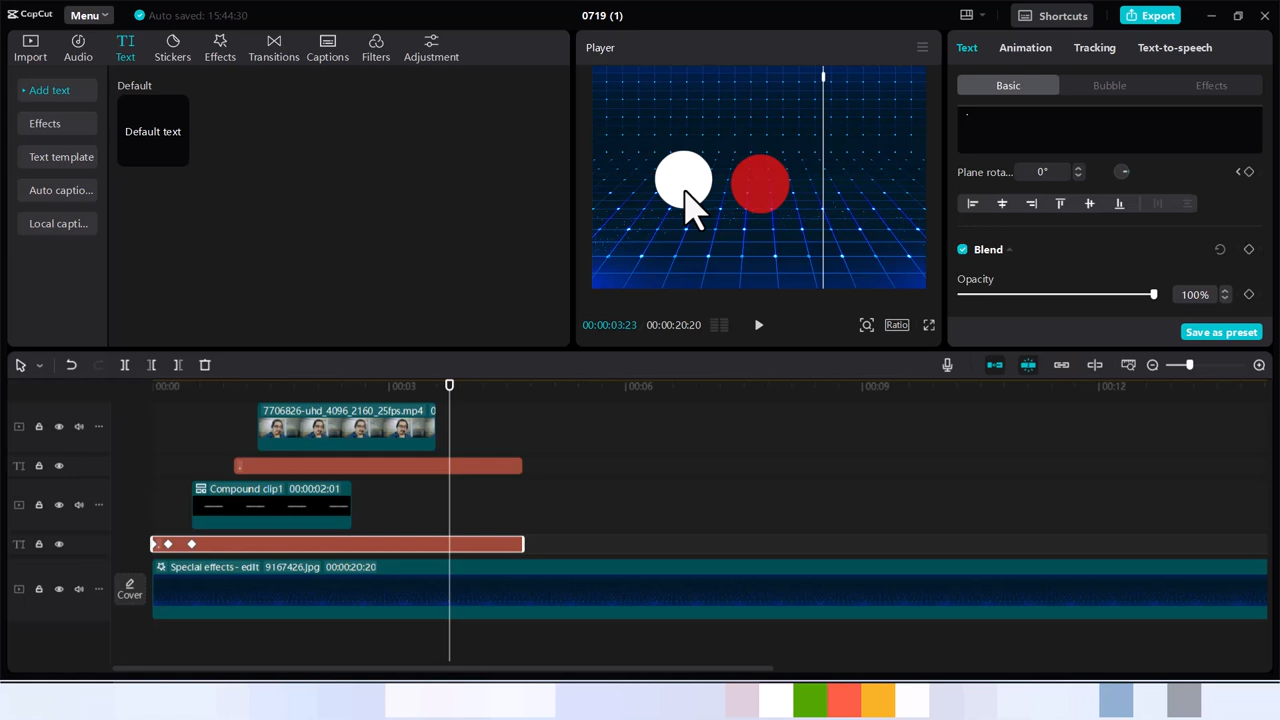 CapCut
Menu
Auto saved: 15:44:30
0719 (1)
Shortcuts
Export
Import
Audio
TI
Text
Stickers
Effects
Transitions
Captions
Filters
Adjustment
Add text
Effects
Text template
Auto captio...
Local capti...
Default
Default text
Player
00:00:03:23
00:00:20:20
Ratio
Text
Animation
Tracking
Text-to-speech
Basic
Bubble
Effects
.
Plane rota...
0°
Blend
Opacity
100%
Save as preset
00:00
00:03
00:06
00:09
00:12
7706826-uhd_4096_2160_25fps.mp4 0
TI
Compound clip1 00:00:02:01
TI
Cover
Special effects - edit 9167426.jpg 00:00:20:20